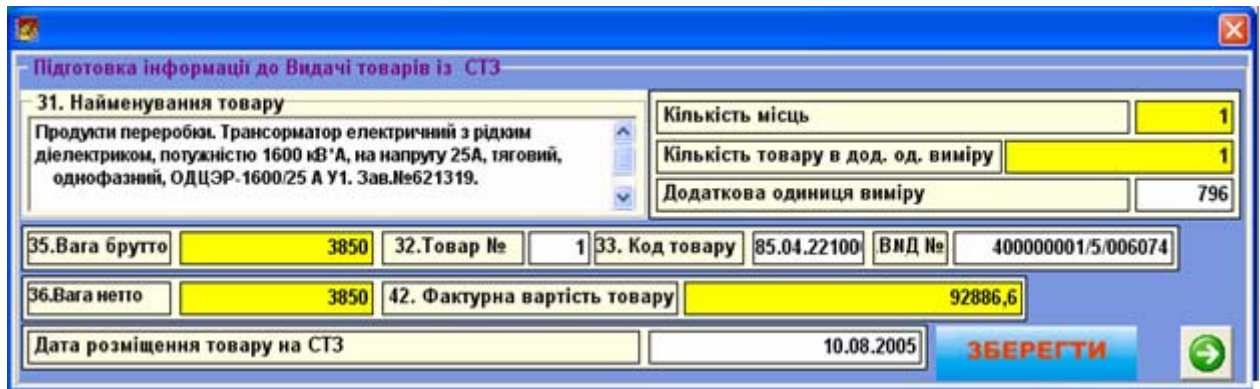 Підготовка інформації до Видачі товарів із СТЗ
31. Найменування товару
Продукти переробки. Трансорматор електричний з рідким
діелектриком, потужністю 1600 кВ*А, на напругу 25А, тяговий,
однофазний, ОДЦЭР-1600/25 А У1. Зав.№621319.
Кількість місць 1
Кількість товару в дод. од. виміру 1
Додаткова одиниця виміру 796
35.Вага брутто 3850 32.Товар № 1 33. Код товару 85.04.22100 ВМД № 400000001/5/006074
36.Вага нетто 3850 42. Фактурна вартість товару 92886,6
Дата розміщення товару на СТЗ 10.08.2005 ЗБЕРЕГТИ